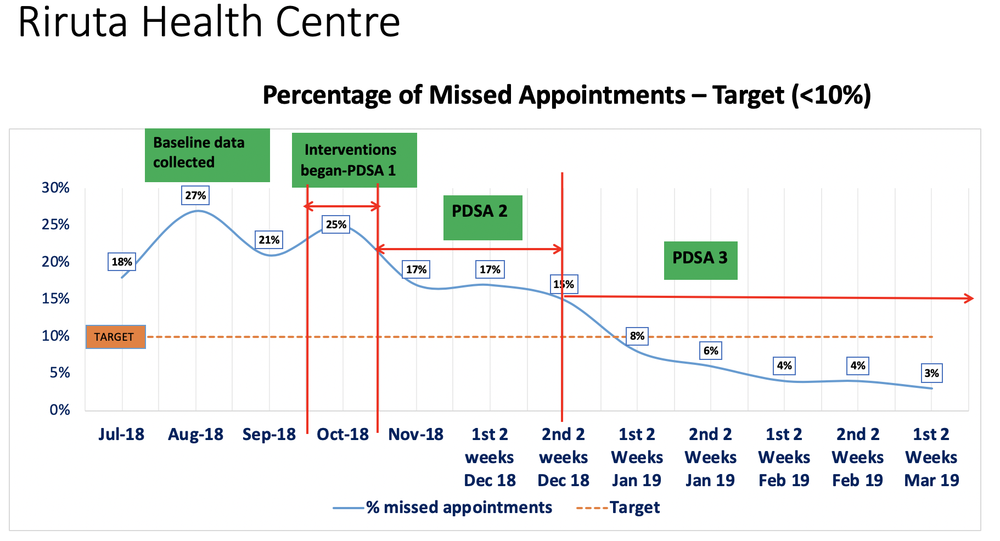 Riruta Health Centre
Percentage of Missed Appointments – Target (<10%)
Baseline data
collected
Interventions
began-PDSA 1
PDSA 2
PDSA 3
30%
25%
20%
15%
10%
5%
0%
18%
27%
21%
25%
17%
17%
15%
8%
6%
4%
4%
3%
TARGET
Jul-18
Aug-18
Sep-18
Oct-18
Nov-18
1st 2
weeks
Dec 18
2nd 2
weeks
Dec 18
1st 2
Weeks
Jan 19
2nd 2
Weeks
Jan 19
1st 2
Weeks
Feb 19
2nd 2
Weeks
Feb 19
1st 2
Weeks
Mar 19
% missed appointments
Target